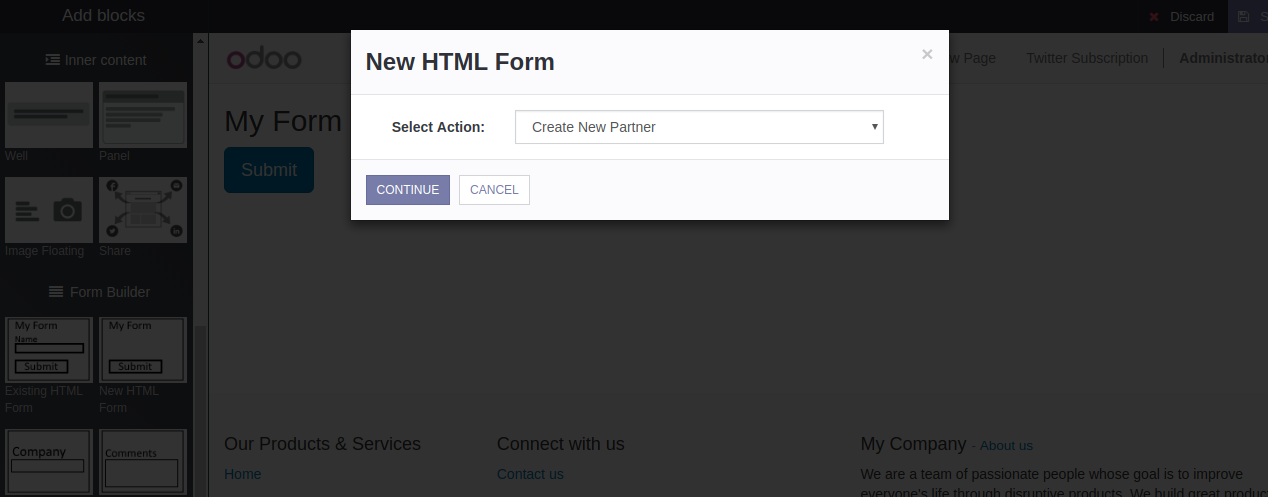 Add blocks
Discard
S
Inner content
Well
Panel
Image Floating
Share
Form Builder
My Form
Name
Submit
Existing HTML
Form
My Form
Submit
New HTML
Form
Company
Comments
odoo
w Page
Twitter Subscription
Administrator
My Form
Submit
New HTML Form
×
Select Action:
Create New Partner
CONTINUE
CANCEL
Our Products & Services
Home
Connect with us
Contact us
My Company - About us
We are a team of passionate people whose goal is to improve
everyone's life through disruptive products. We build great produc